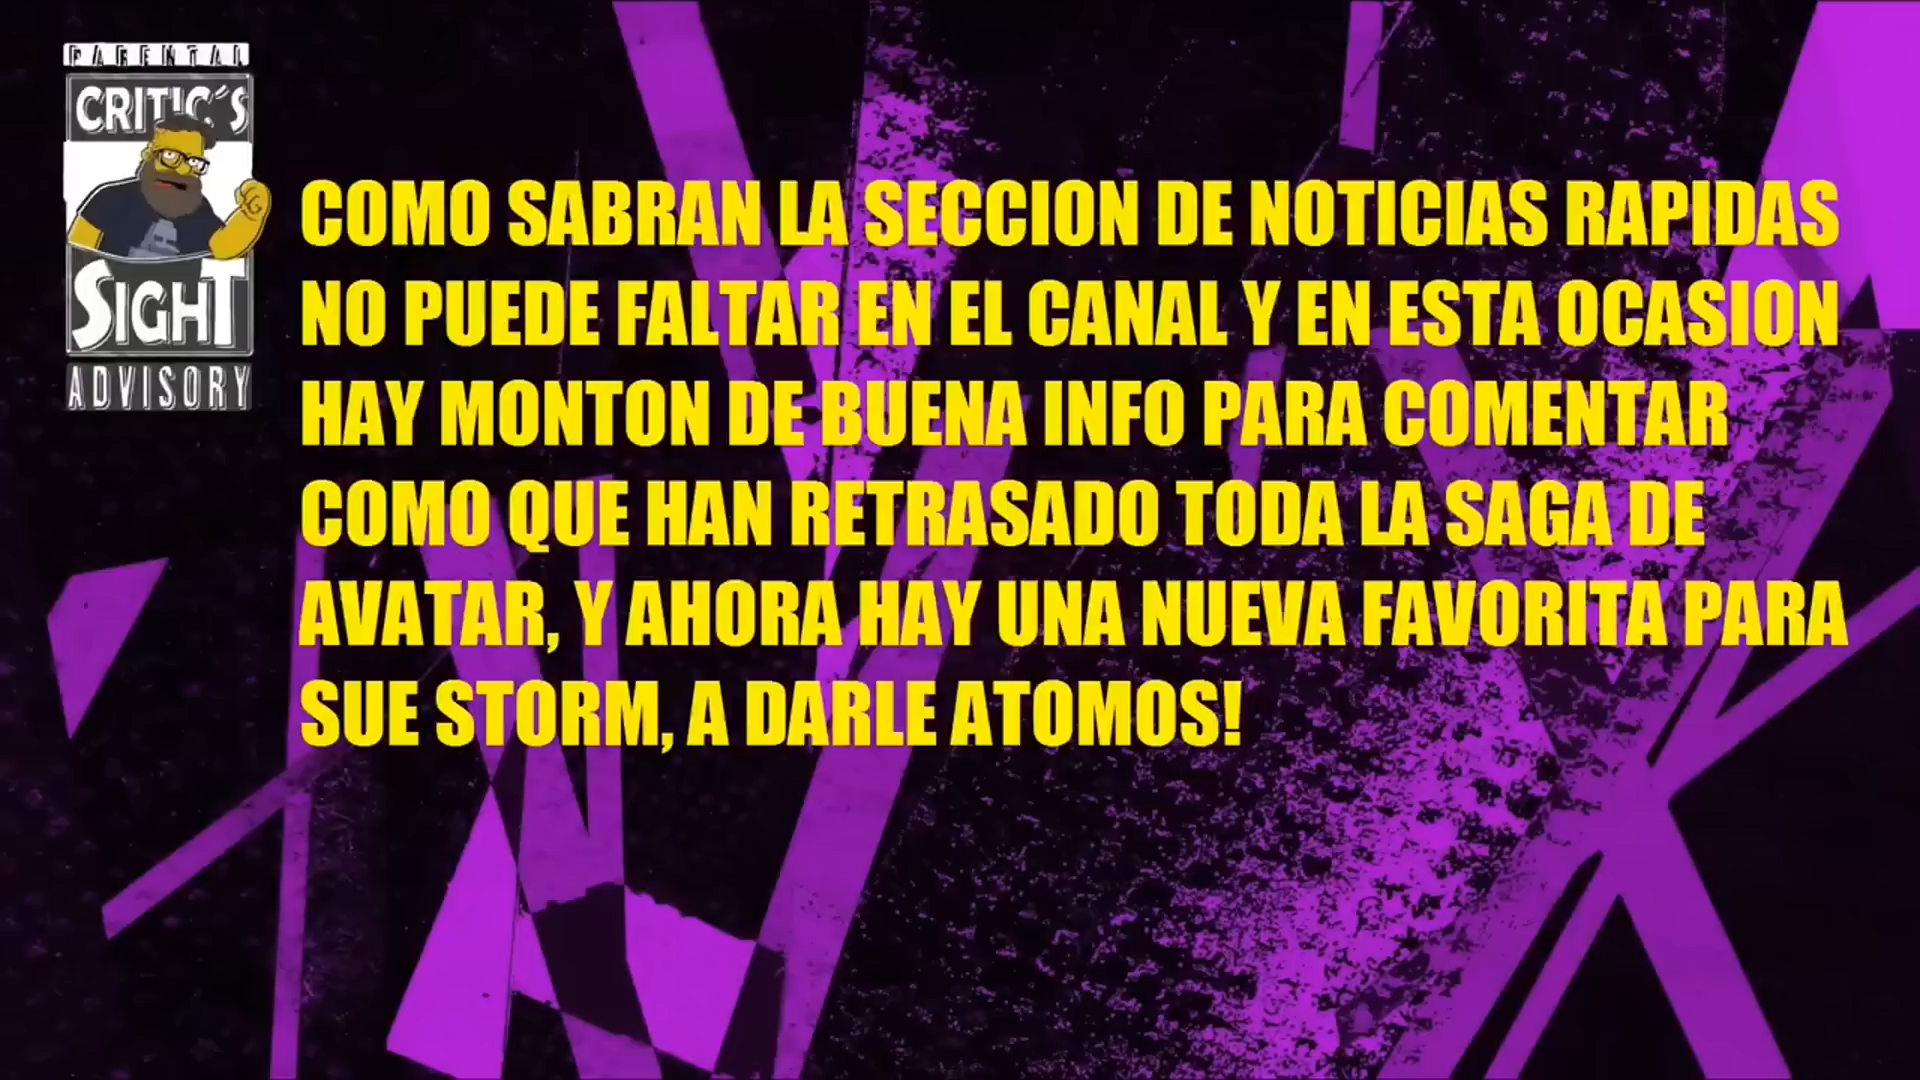 PARENTAL
CRITIC´S
SIGHT
ADVISORY
COMO SABRAN LA SECCION DE NOTICIAS RAPIDAS
NO PUEDE FALTAR EN EL CANAL Y EN ESTA OCASION
HAY MONTON DE BUENA INFO PARA COMENTAR
COMO QUE HAN RETRASADO TODA LA SAGA DE
AVATAR, Y AHORA HAY UNA NUEVA FAVORITA PARA
SUE STORM, A DARLE ATOMOS!